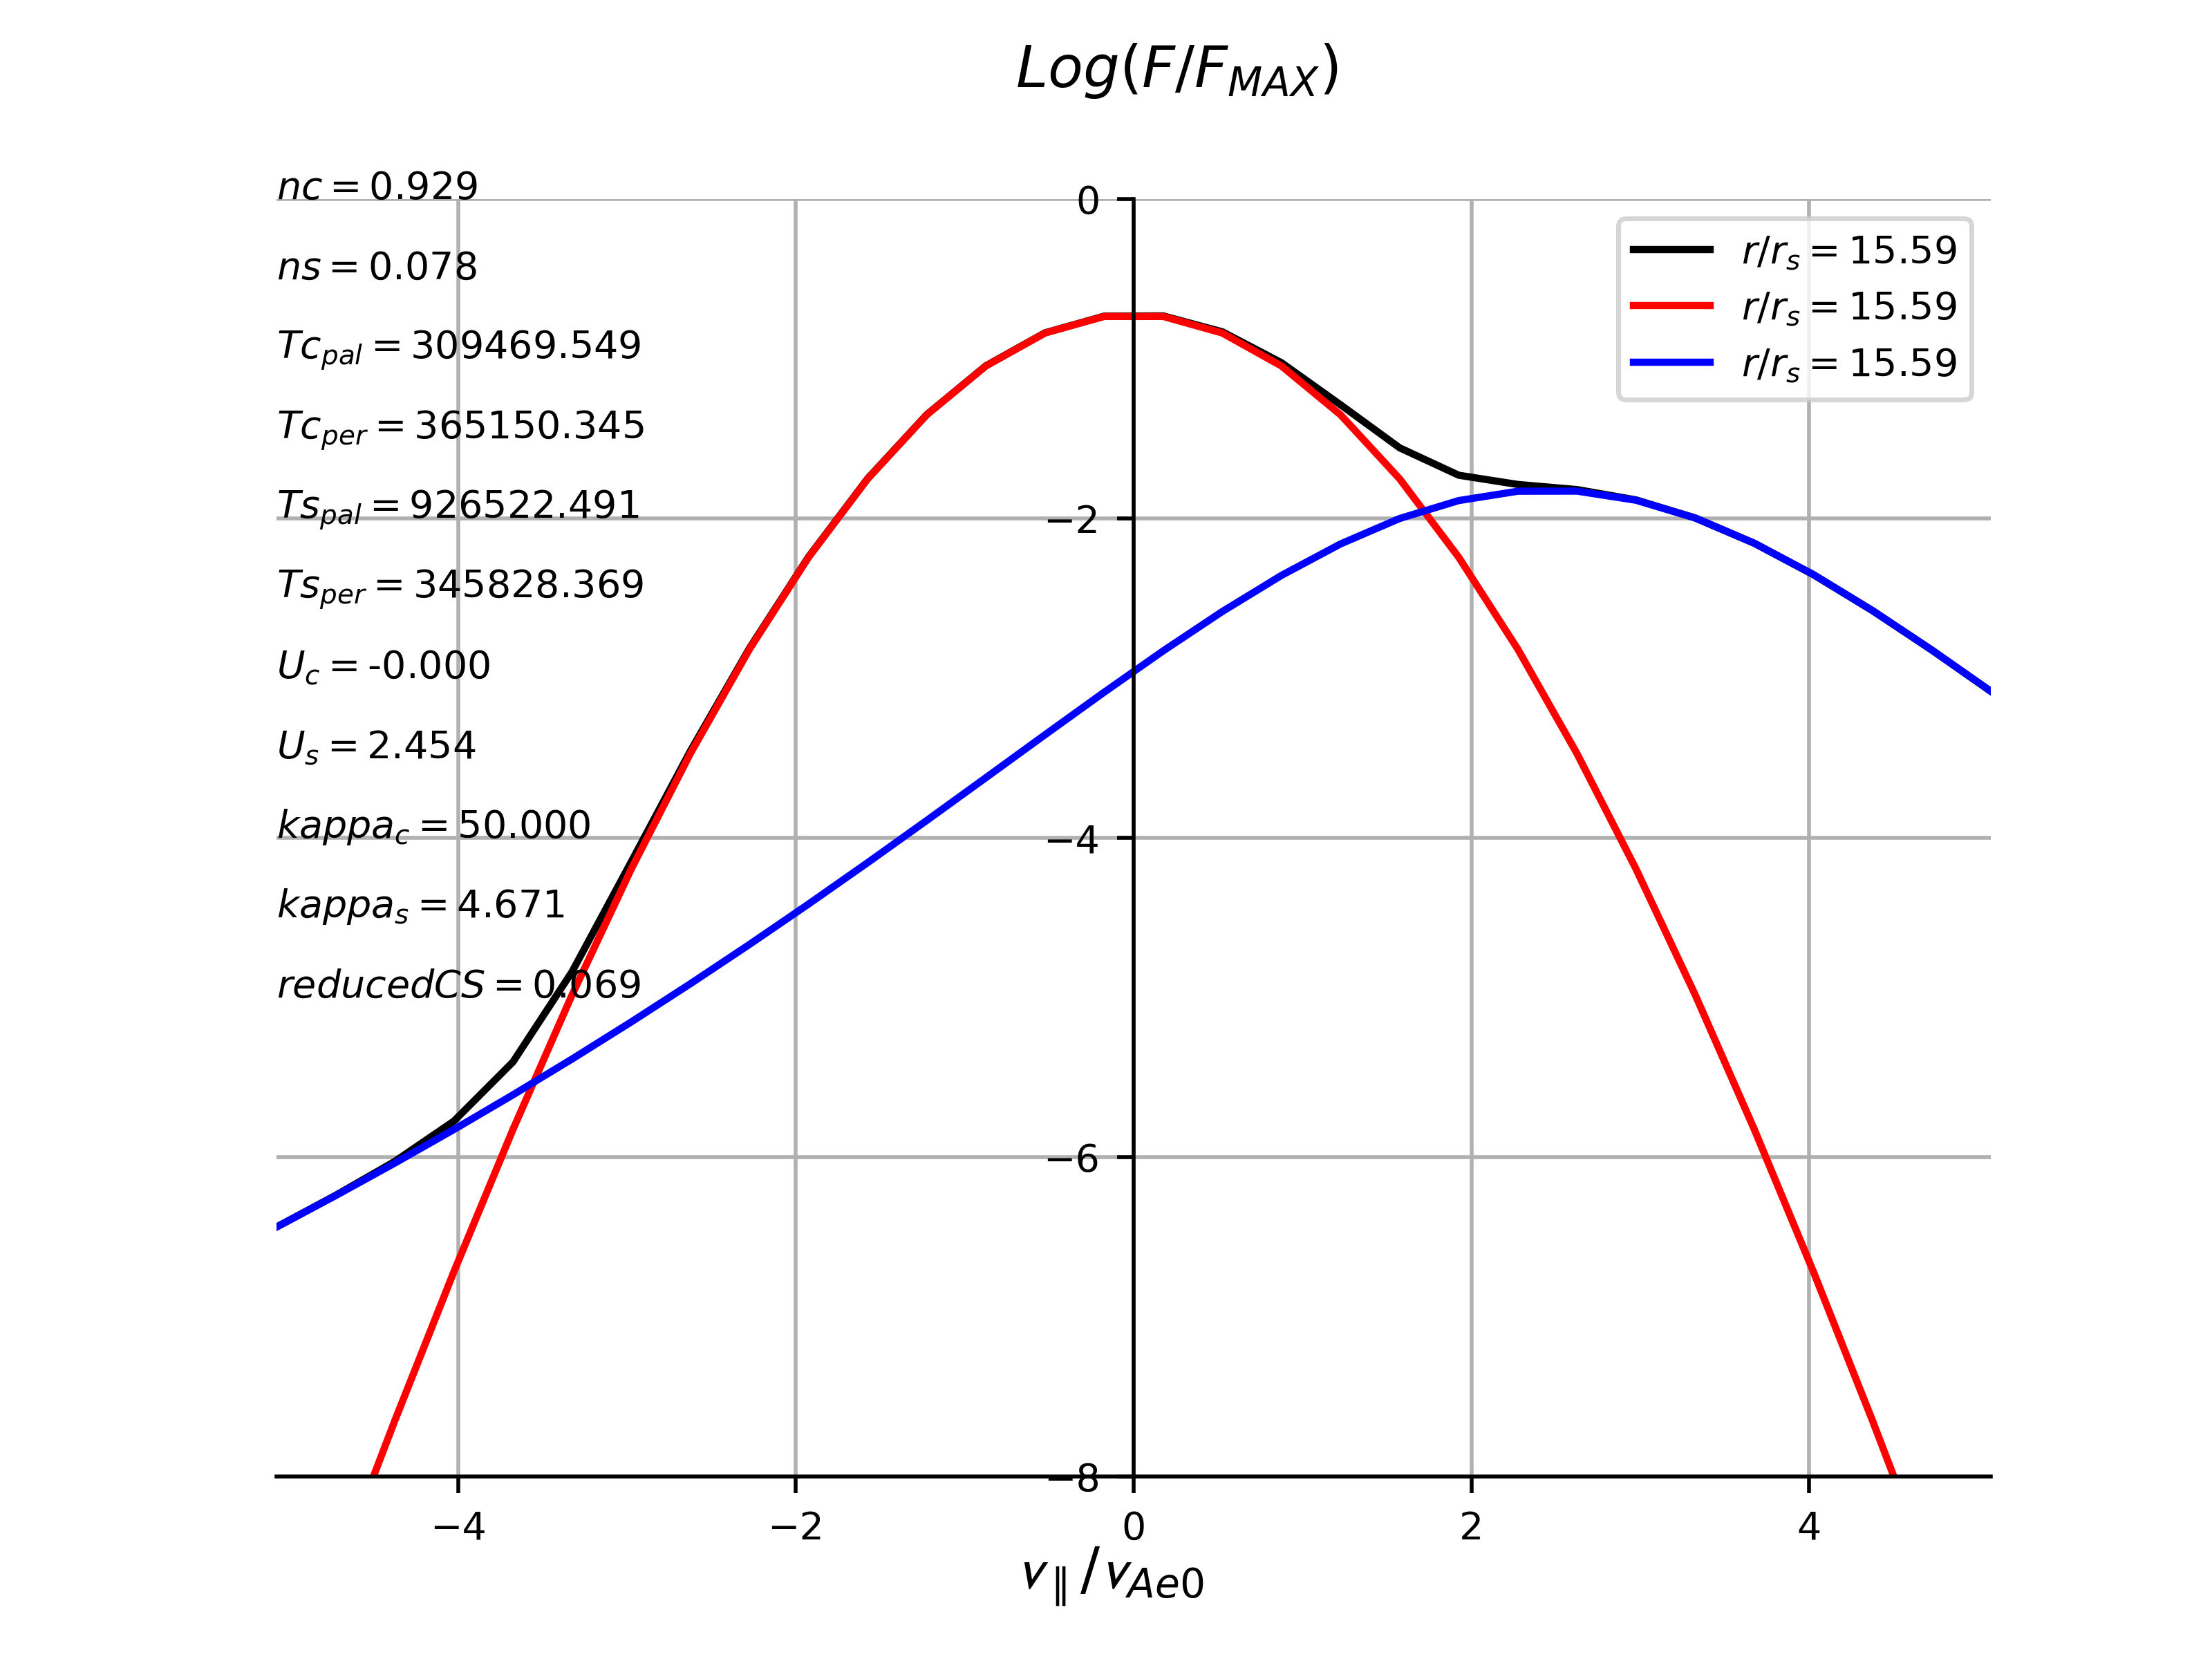 Log(F/F_MAX)
nc = 0.929
ns = 0.078
Tc_pal = 309469.549
Tc_per = 365150.345
Ts_pal = 926522.491
Ts_per = 345828.369
U_c = -0.000
U_s = 2.454
kappa_c = 50.000
kappa_s = 4.671
reducedCS = 0.069
0
−2
−4
−6
−8
r/r_s = 15.59
r/r_s = 15.59
r/r_s = 15.59
−4 −2 0 2 4
v_∥/v_Ae0